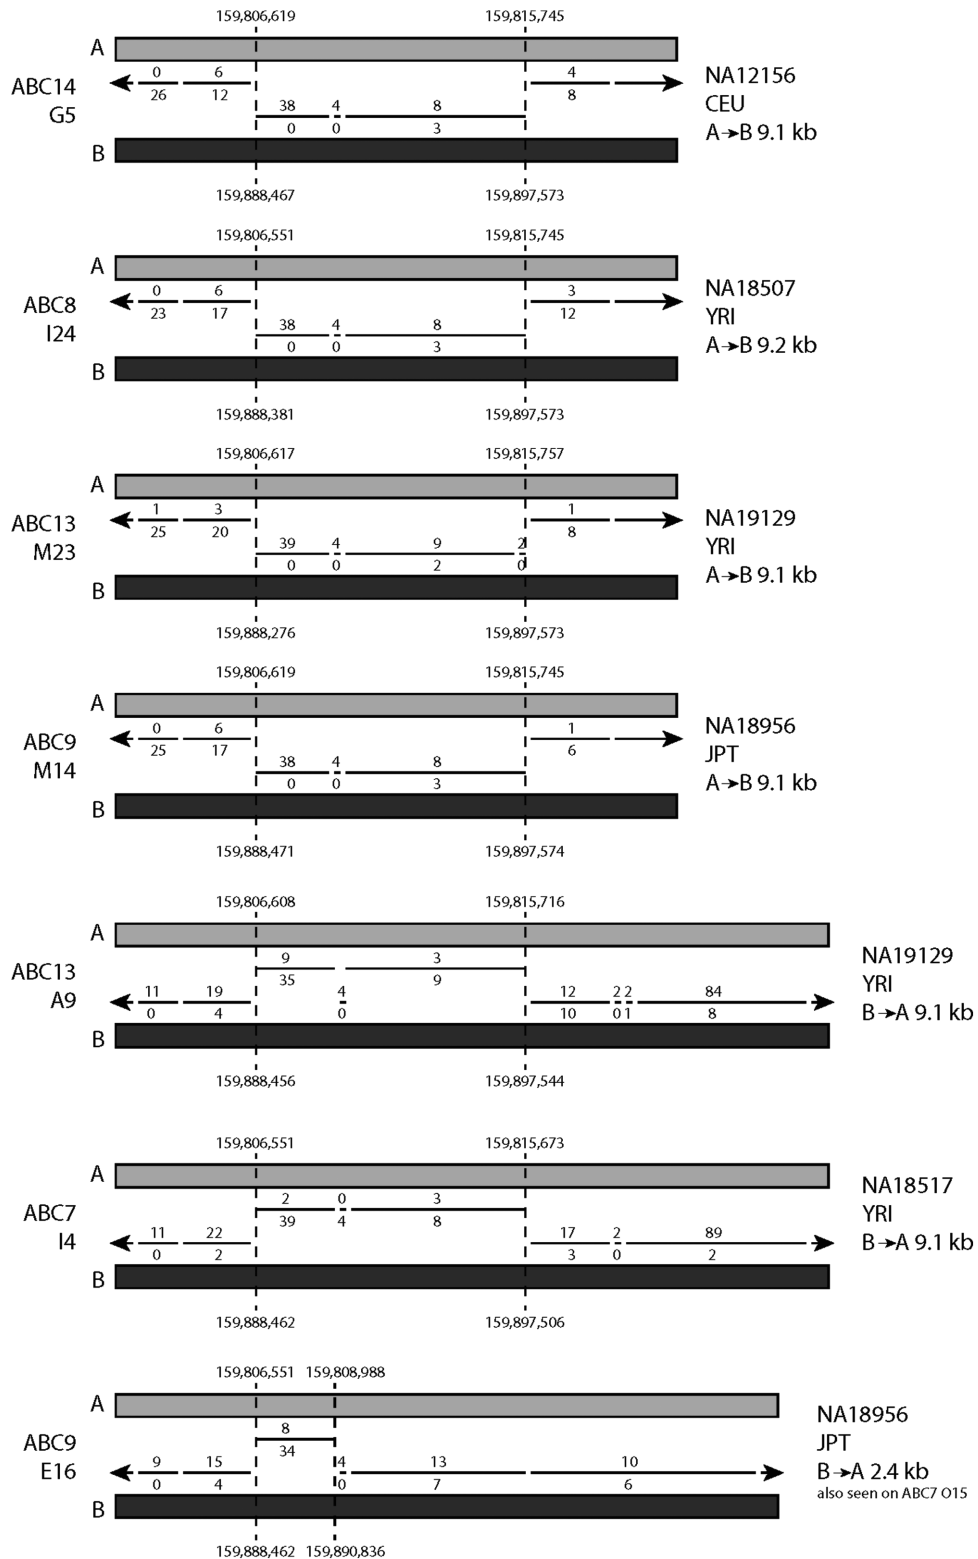 159,806,619 159,815,745
A
0 6 4
ABC14
G5
26 12 8
38 4 8
0 0 3
B
NA12156
CEU
A→B 9.1 kb
159,888,467 159,897,573
159,806,551 159,815,745
A
0 6 3
ABC8
I24
23 17 12
38 4 8
0 0 3
B
NA18507
YRI
A→B 9.2 kb
159,888,381 159,897,573
159,806,617 159,815,757
A
1 3 1
ABC13
M23
25 20 8
39 4 9 2
0 0 2 0
B
NA19129
YRI
A→B 9.1 kb
159,888,276 159,897,573
159,806,619 159,815,745
A
0 6 1
ABC9
M14
25 17 6
38 4 8
0 0 3
B
NA18956
JPT
A→B 9.1 kb
159,888,471 159,897,574
159,806,608 159,815,716
A
9 3
35 9
ABC13
A9
11 19 4 12 2 2 84
0 4 0 10 0 1 8
B
NA19129
YRI
B→A 9.1 kb
159,888,456 159,897,544
159,806,551 159,815,673
A
2 0 3
39 4 8
ABC7
I4
11 22 17 2 89
0 2 3 0 2
B
NA18517
YRI
B→A 9.1 kb
159,888,462 159,897,506
159,806,551 159,808,988
A
8
34
ABC9
E16
9 15 4 13 10
0 4 0 7 6
B
NA18956
JPT
B→A 2.4 kb
also seen on ABC7 O15
159,888,462 159,890,836